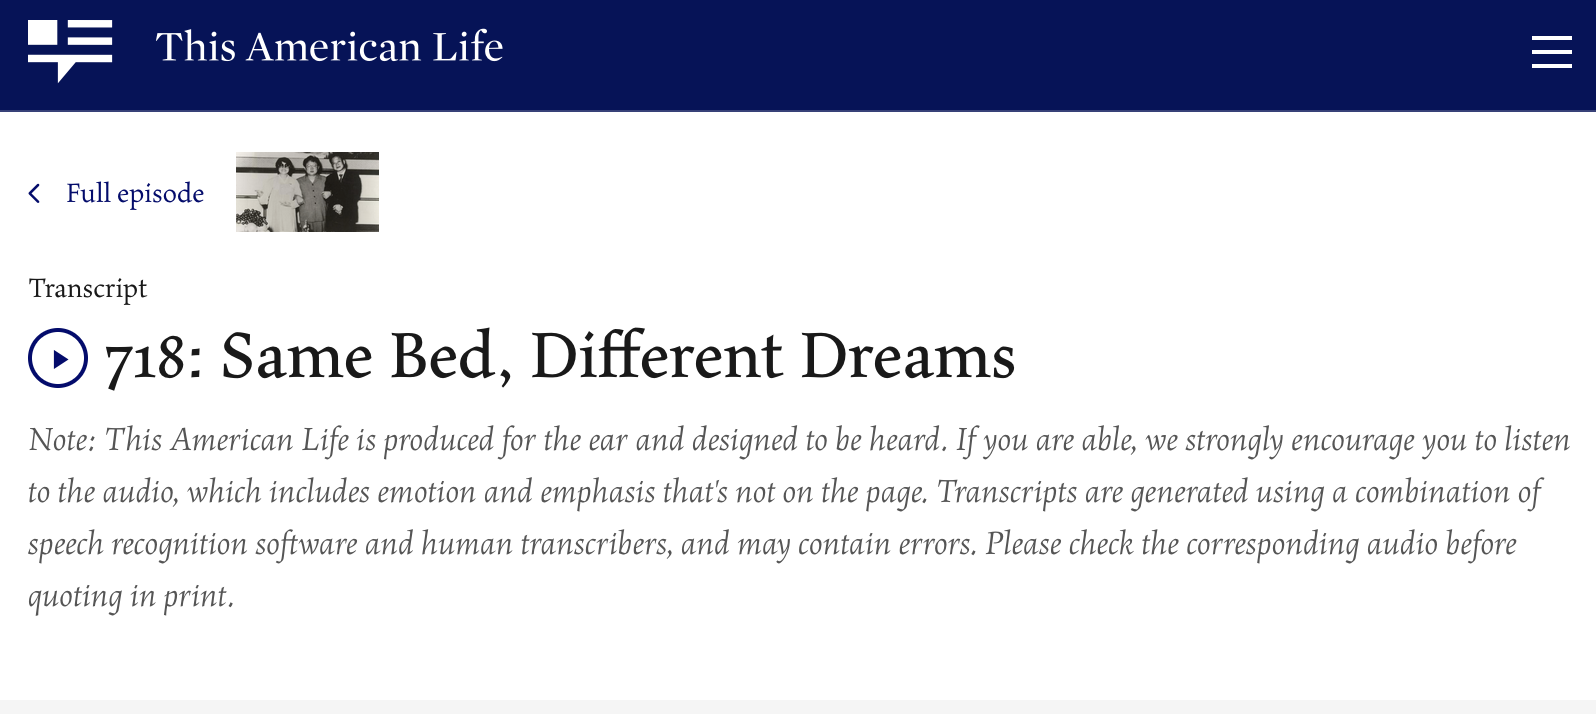 This American Life
Full episode
Transcript
718: Same Bed, Different Dreams
Note: This American Life is produced for the ear and designed to be heard. If you are able, we strongly encourage you to listen
to the audio, which includes emotion and emphasis that's not on the page. Transcripts are generated using a combination of
speech recognition software and human transcribers, and may contain errors. Please check the corresponding audio before
quoting in print.